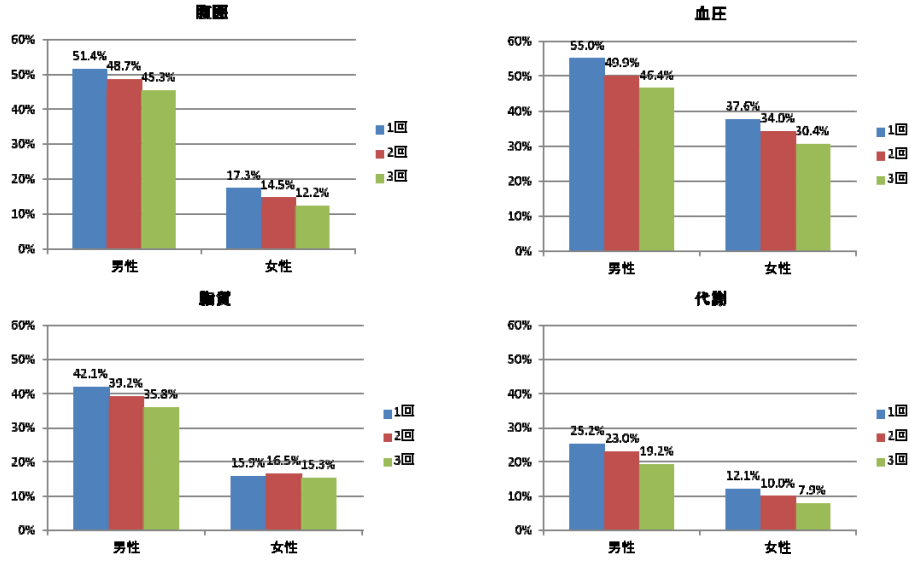 腹囲
60%
50%
40%
30%
20%
10%
0%
51.4%
48.7%
45.3%
17.3%
14.5%
12.2%
男性
女性
1回
2回
3回
血圧
60%
50%
40%
30%
20%
10%
0%
55.0%
49.9%
46.4%
37.6%
34.0%
30.4%
男性
女性
1回
2回
3回
脂質
60%
50%
40%
30%
20%
10%
0%
42.1%
39.2%
35.8%
15.9%
16.5%
15.3%
男性
女性
1回
2回
3回
代謝
60%
50%
40%
30%
20%
10%
0%
25.2%
23.0%
19.2%
12.1%
10.0%
7.9%
男性
女性
1回
2回
3回